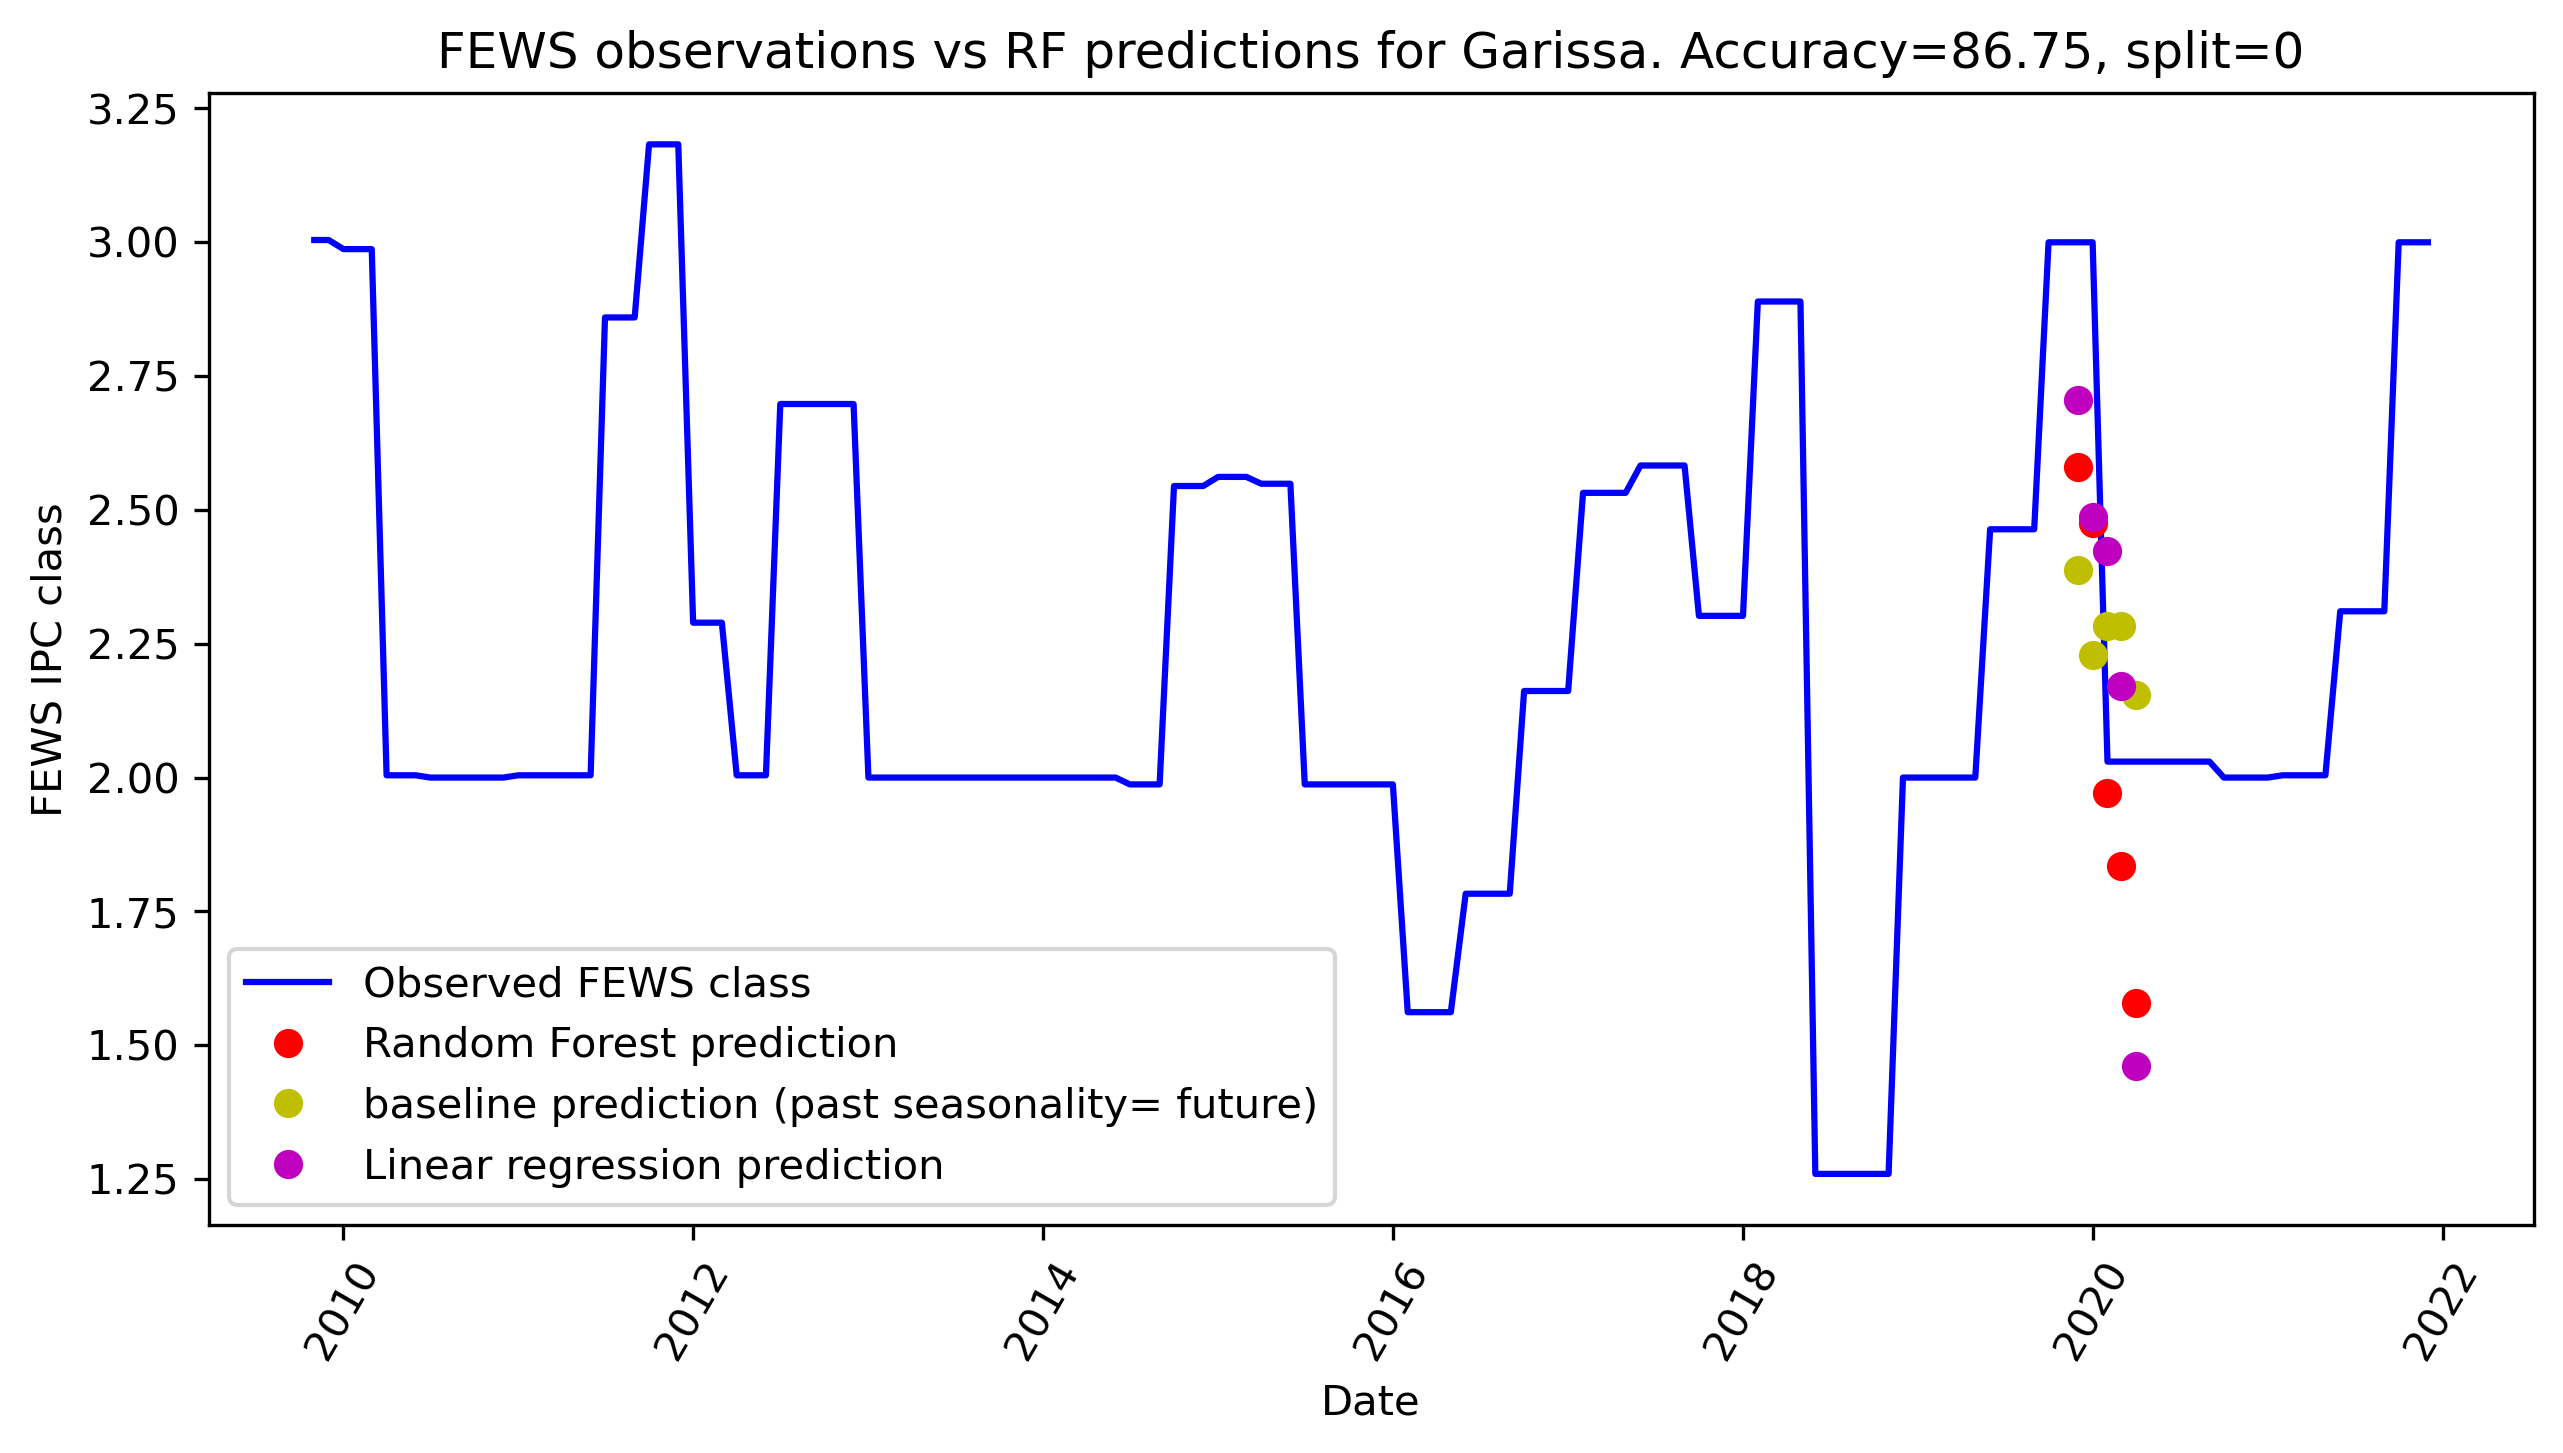 FEWS observations vs RF predictions for Garissa. Accuracy=86.75, split=0
3.25
3.00
2.75
2.50
2.25
2.00
1.75
1.50
1.25
FEWS IPC class
Observed FEWS class
Random Forest prediction
baseline prediction (past seasonality= future)
Linear regression prediction
2010
2012
2014
2016
2018
2020
2022
Date